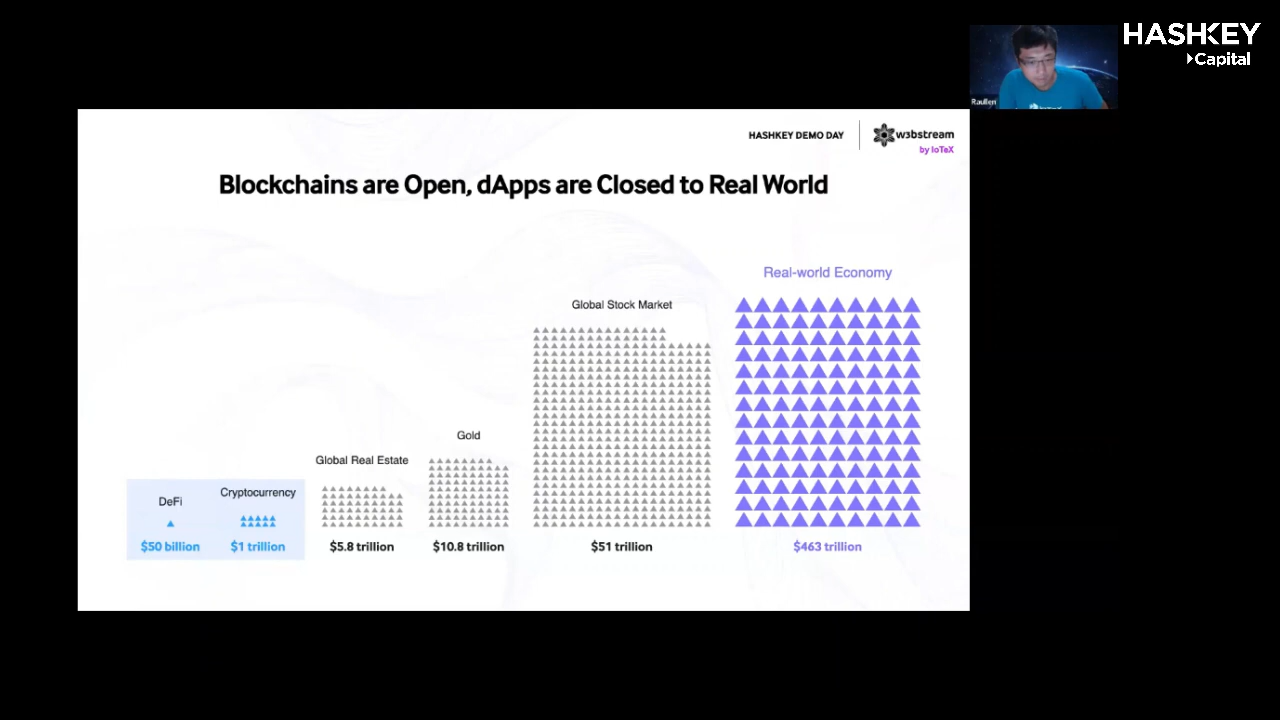 HASHKEY
Capital
Raullen
HASHKEY DEMO DAY
w3bstream
by IoTeX
Blockchains are Open, dApps are Closed to Real World
Real-world Economy
Global Stock Market
Gold
Global Real Estate
Cryptocurrency
DeFi
$50 billion
$1 trillion
$5.8 trillion
$10.8 trillion
$51 trillion
$463 trillion